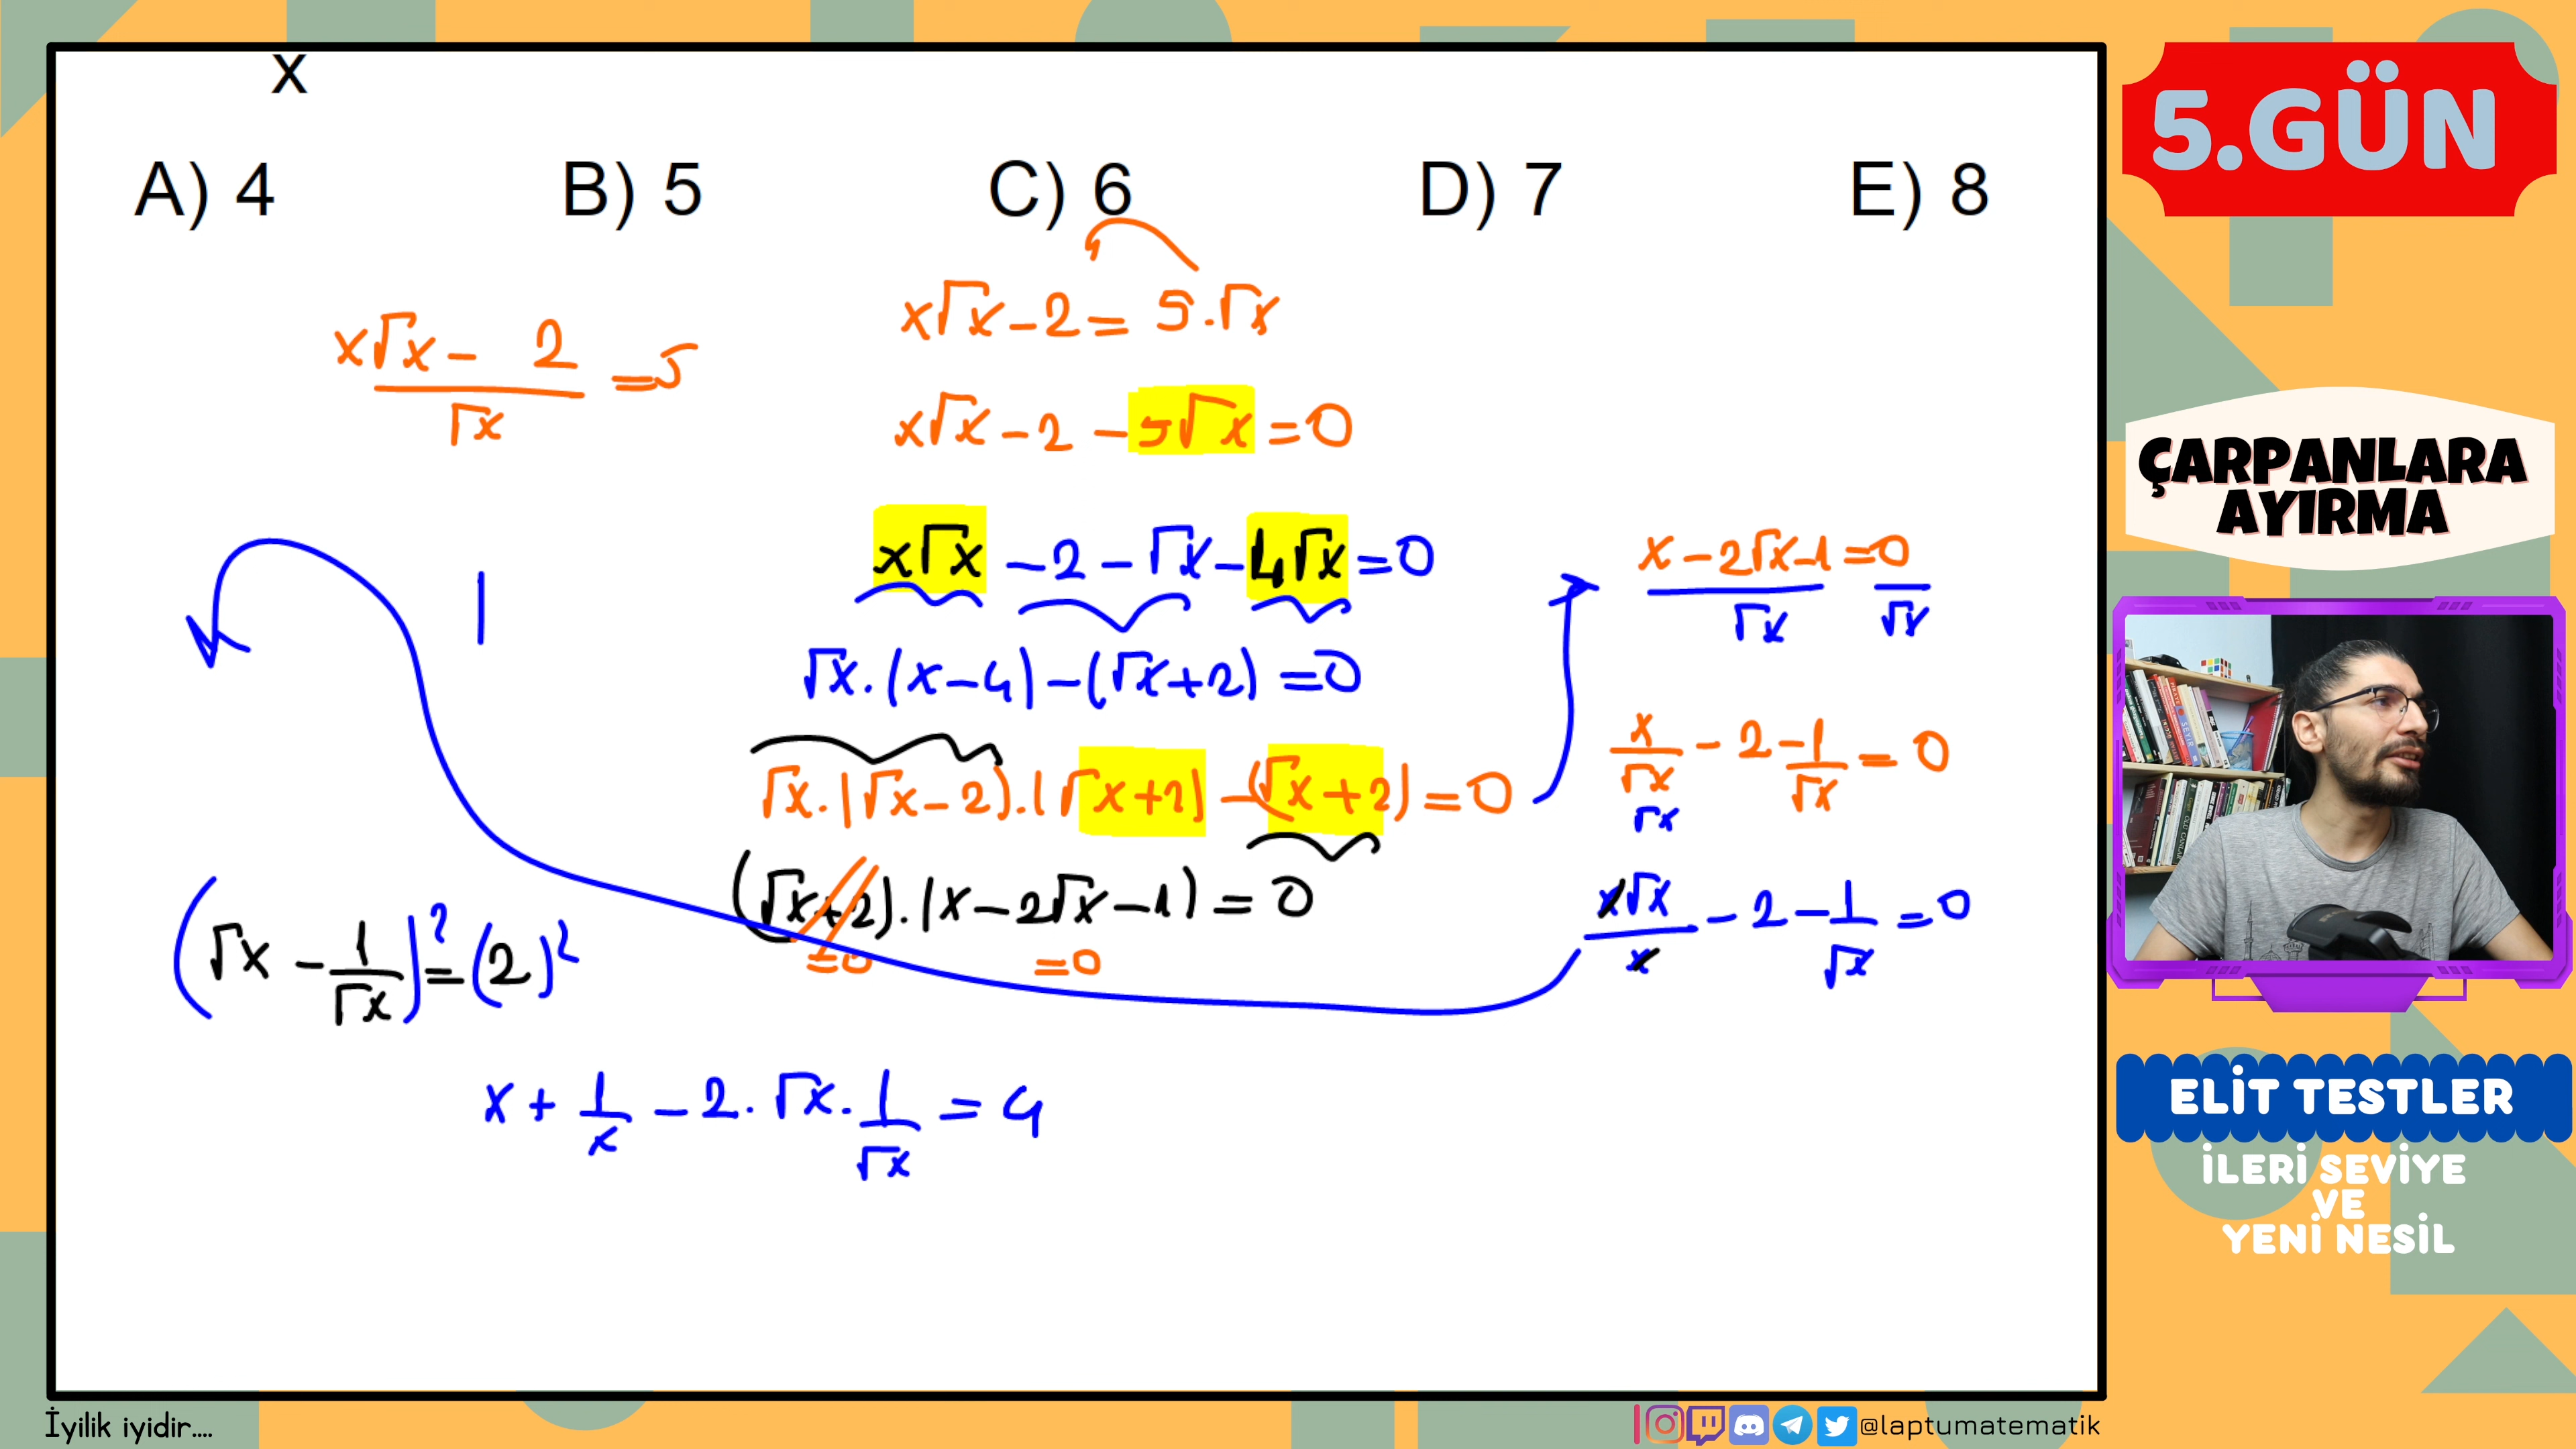 x
A) 4 B) 5 C) 6 D) 7 E) 8
x√x - 2 / √x = 5
x√x - 2 = 5.√x
x√x - 2 - 5√x = 0
x√x - 2 - √x - 4√x = 0
√x.(x-4)-(√x+2) = 0
√x.(√x-2).(√x+2)-(√x+2) = 0
(√x+2).(x-2√x-1) = 0
=0 =0
x-2√x-1 / √x = 0 / √x
x/√x - 2 - 1/√x = 0
√x
x√x / x - 2 - 1/√x = 0
(√x - 1/√x)² = (2)²
x + 1/x - 2.√x.1/√x = 4
5.GÜN
ÇARPANLARA
AYIRMA
ELİT TESTLER
İLERİ SEVİYE
VE
YENİ NESİL
İyilik iyidir....
@laptumatematik